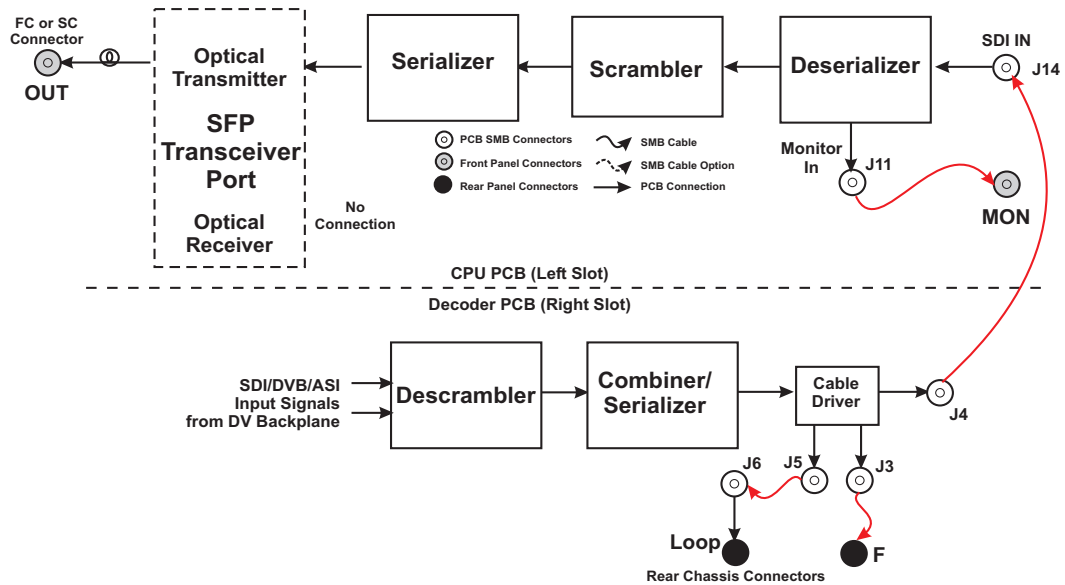 FC or SC
Connector
OUT
Optical
Transmitter
SFP
Transceiver
Port
Optical
Receiver
No
Connection
Serializer
Scrambler
Deserializer
SDI IN
J14
PCB SMB Connectors
Front Panel Connectors
Rear Panel Connectors
SMB Cable
SMB Cable Option
PCB Connection
Monitor
In
J11
MON
CPU PCB (Left Slot)
Decoder PCB (Right Slot)
SDI/DVB/ASI
Input Signals
from DV Backplane
Descrambler
Combiner/
Serializer
Cable
Driver
J4
J6
J5
J3
Loop
F
Rear Chassis Connectors